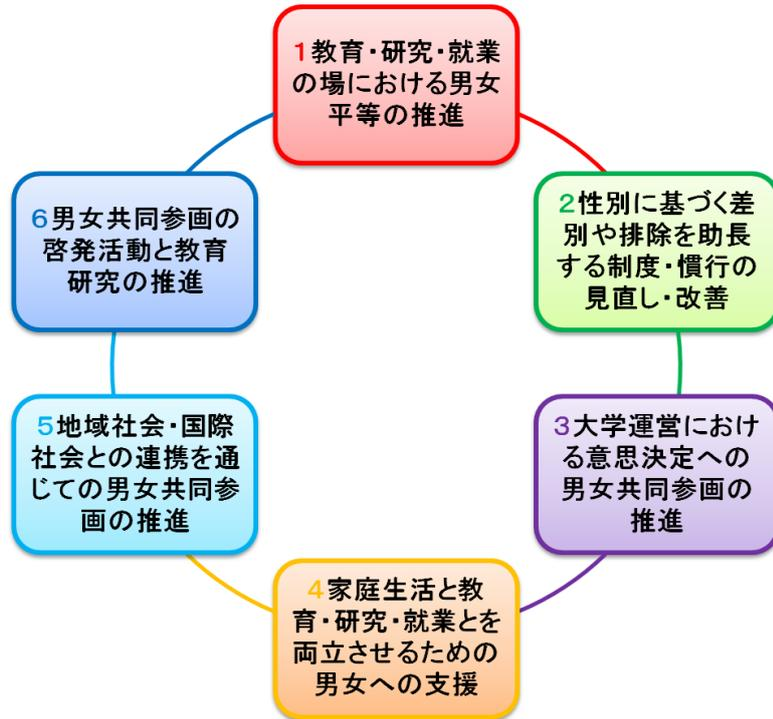 1教育・研究・就業
の場における男女
平等の推進
2性別に基づく差
別や排除を助長
する制度・慣行の
見直し・改善
3大学運営におけ
る意思決定への
男女共同参画の
推進
4家庭生活と教
育・研究・就業とを
両立させるための
男女への支援
5地域社会・国際
社会との連携を通
じての男女共同参
画の推進
6男女共同参画の
啓発活動と教育
研究の推進